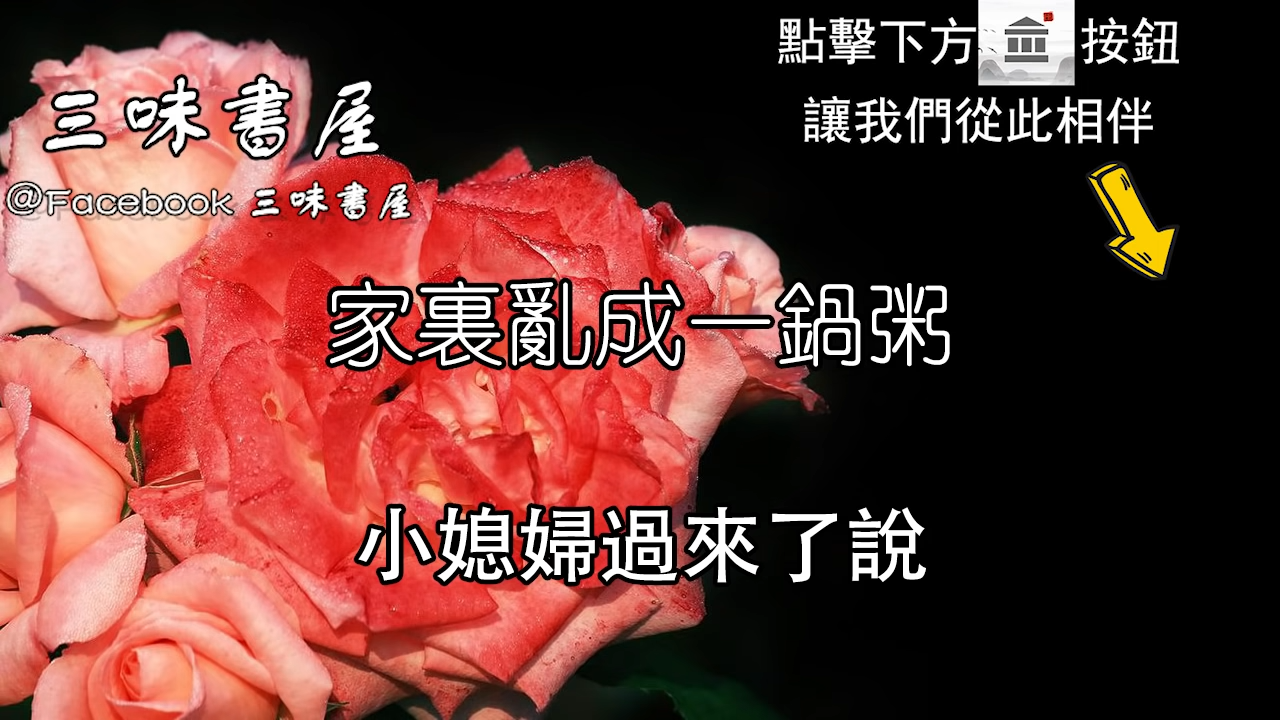 點擊下方 按鈕
讓我們從此相伴
三味書屋
@Facebook 三味書屋
家裏亂成一鍋粥
小媳婦過來了說